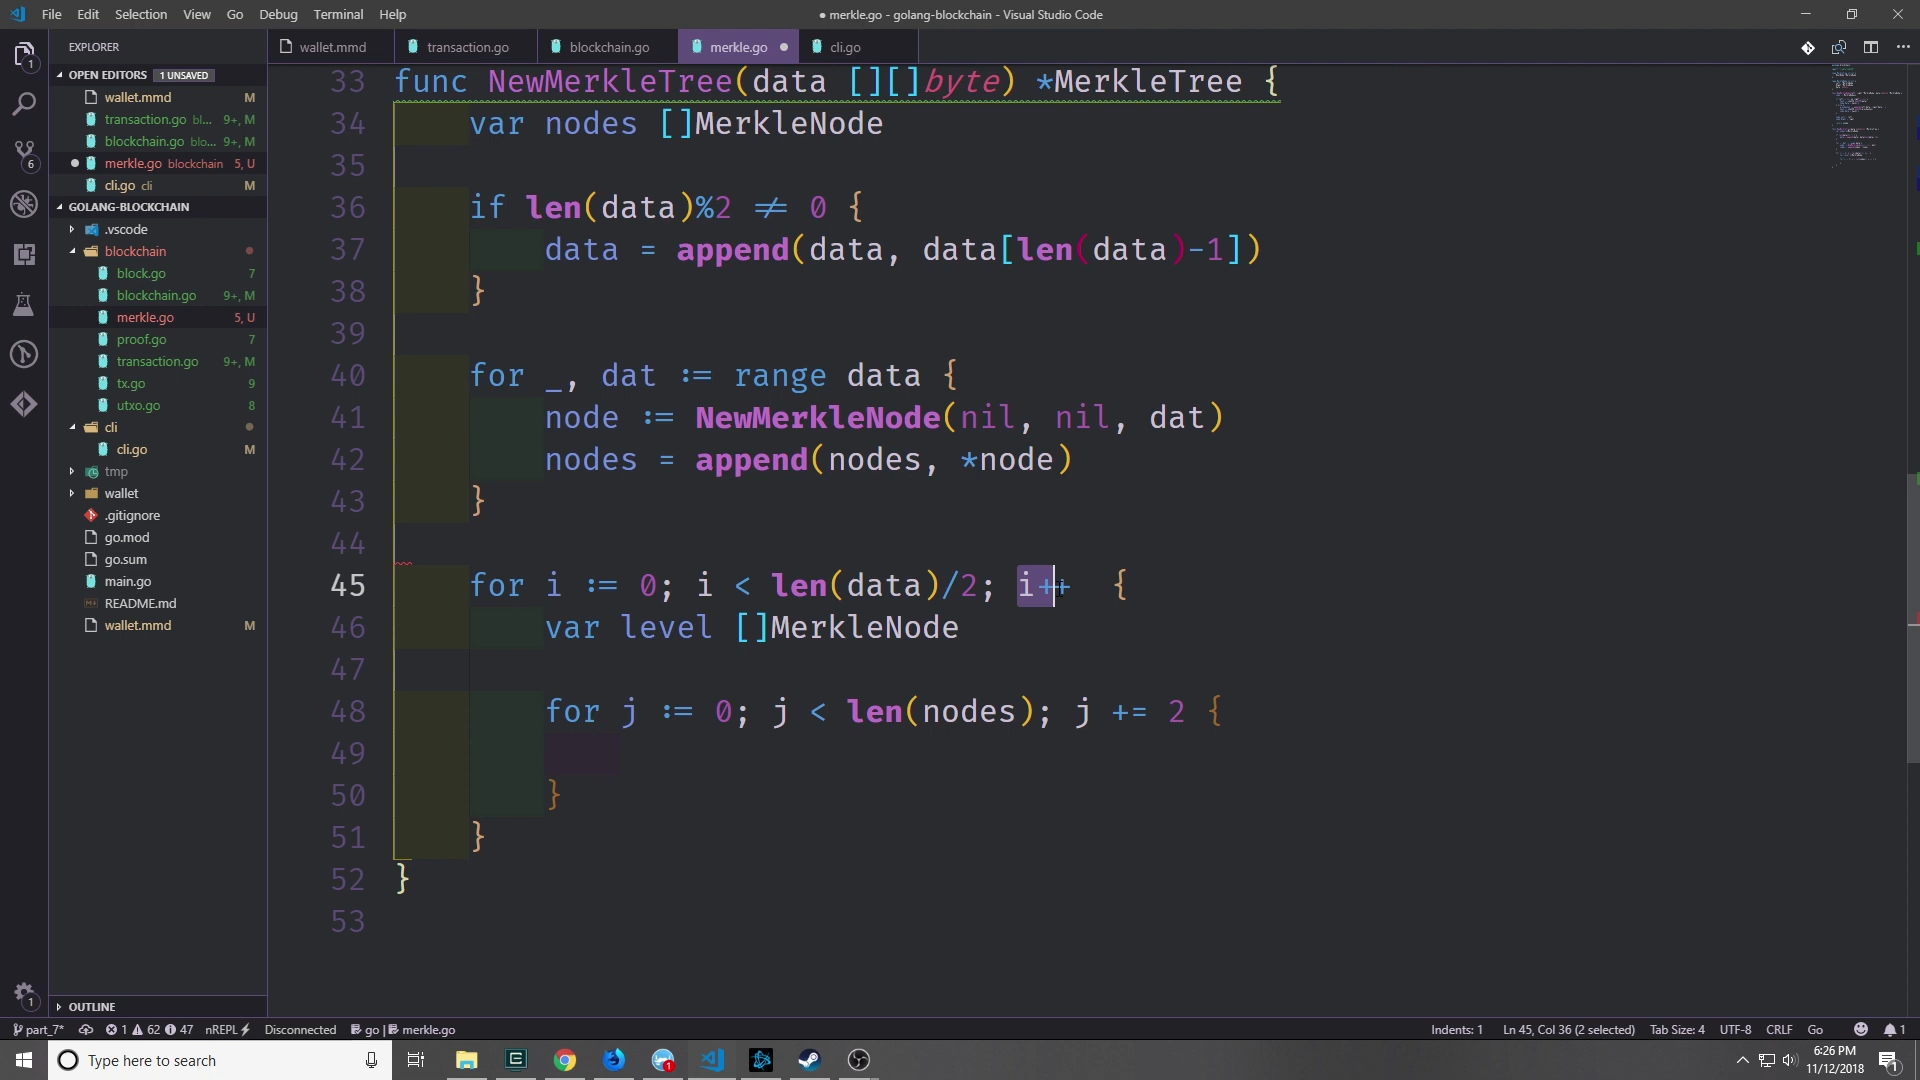 File Edit Selection View Go Debug Terminal Help
● merkle.go - golang-blockchain - Visual Studio Code
EXPLORER
OPEN EDITORS 1 UNSAVED
wallet.mmd M
transaction.go bl... 9+, M
blockchain.go blo... 9+, M
merkle.go blockchain 5, U
cli.go cli M
GOLANG-BLOCKCHAIN
.vscode
blockchain
block.go 7
blockchain.go 9+, M
merkle.go 5, U
proof.go 7
transaction.go 9+, M
tx.go 9
utxo.go 8
cli
cli.go M
tmp
wallet
.gitignore
go.mod
go.sum
main.go
README.md
wallet.mmd M
OUTLINE
1
6
1
wallet.mmd transaction.go blockchain.go merkle.go ● cli.go
33 func NewMerkleTree(data [][]byte) *MerkleTree {
34 var nodes []MerkleNode
35
36 if len(data)%2 != 0 {
37 data = append(data, data[len(data)-1])
38 }
39
40 for _, dat := range data {
41 node := NewMerkleNode(nil, nil, dat)
42 nodes = append(nodes, *node)
43 }
44
45 for i := 0; i < len(data)/2; i++  {
46 var level []MerkleNode
47
48 for j := 0; j < len(nodes); j += 2 {
49
50 }
51 }
52 }
53
part_7* 1 62 47 nREPL Disconnected go | merkle.go
Indents: 1 Ln 45, Col 36 (2 selected) Tab Size: 4 UTF-8 CRLF Go 1
Type here to search
1
6:26 PM
11/12/2018
1